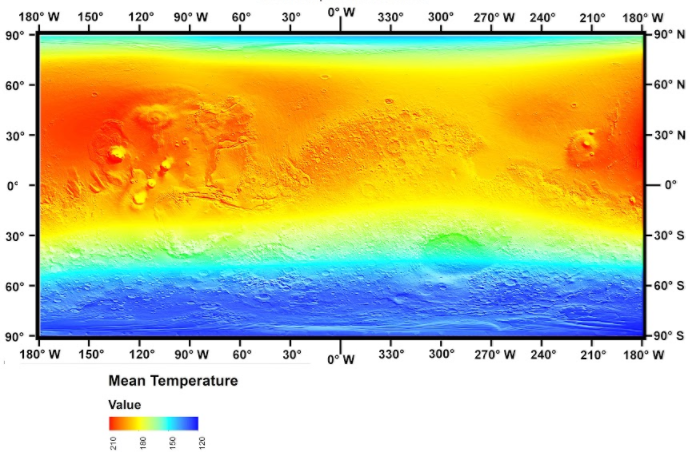 0° W
180° W 150° 120° 90° W 60° 30° 330° 300° 270° W 240° 210° 180° W
90° 90° N
60° 60° N
30° 30° N
0° 0°
30° 30° S
60° 60° S
90° 90° S
180° W 150° 120° 90° W 60° 30° 0° W 330° 300° 270° W 240° 210° 180° W
Mean Temperature
Value
210 180 150 120